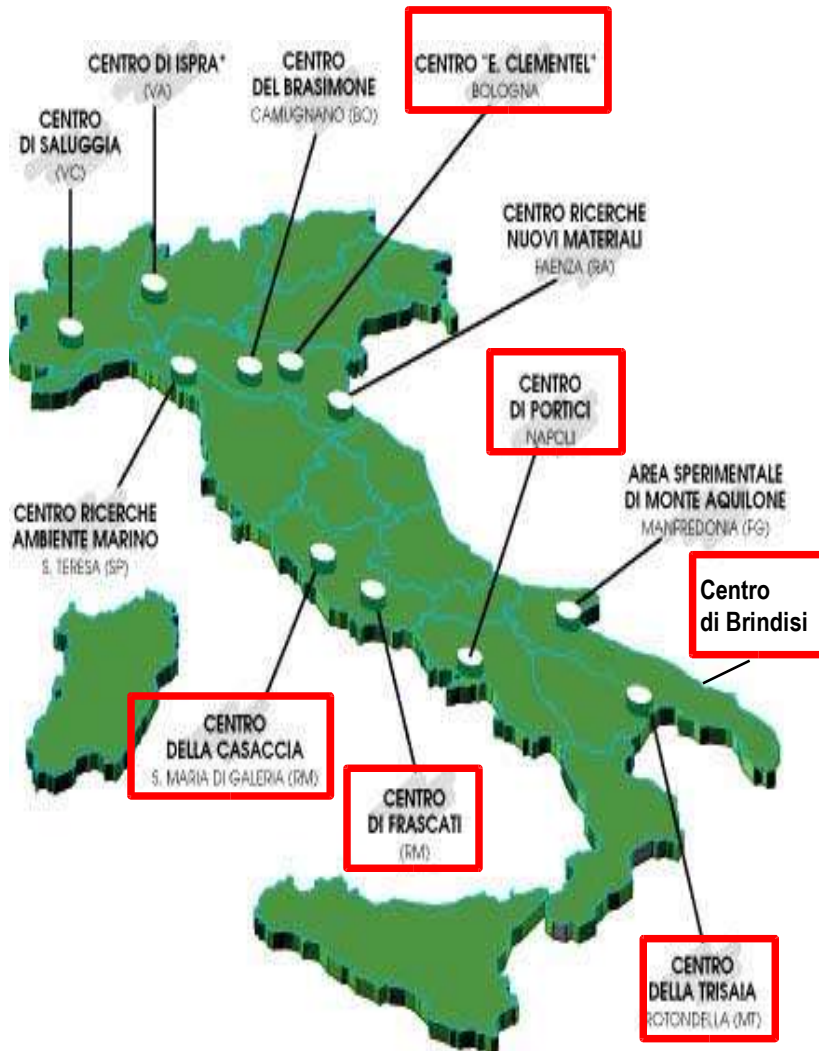 CENTRO DI ISPRA*
(VA)
CENTRO
DEL BRASIMONE
CAMUGNANO (BO)
CENTRO "E. CLEMENTEL"
BOLOGNA
CENTRO
DI SALUGGIA
(VC)
CENTRO RICERCHE
NUOVI MATERIALI
FAENZA (RA)
CENTRO
DI PORTICI
NAPOLI
AREA SPERIMENTALE
DI MONTE AQUILONE
MANFREDONIA (FG)
CENTRO RICERCHE
AMBIENTE MARINO
S. TERESA (SP)
Centro
di Brindisi
CENTRO
DELLA CASACCIA
S. MARIA DI GALERIA (RM)
CENTRO
DI FRASCATI
(RM)
CENTRO
DELLA TRISAIA
ROTONDELLA (MT)